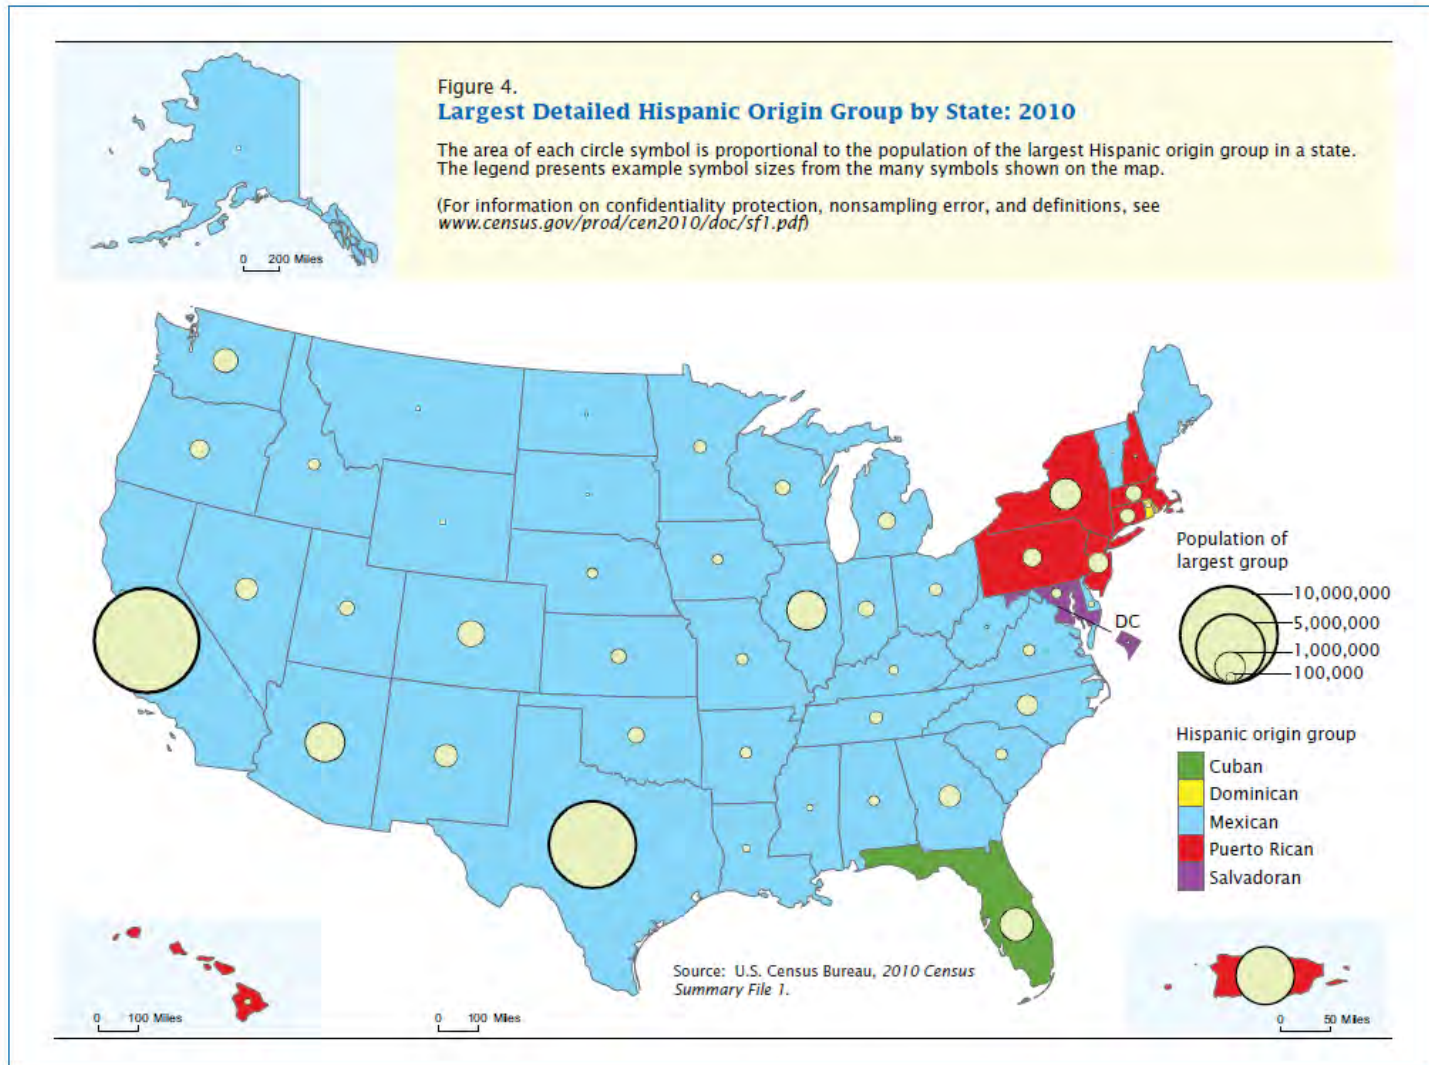 Figure 4.
Largest Detailed Hispanic Origin Group by State: 2010
The area of each circle symbol is proportional to the population of the largest Hispanic origin group in a state.
The legend presents example symbol sizes from the many symbols shown on the map.
(For information on confidentiality protection, nonsampling error, and definitions, see
www.census.gov/prod/cen2010/doc/sf1.pdf)
0 200 Miles
DC
Population of
largest group
10,000,000
5,000,000
1,000,000
100,000
Hispanic origin group
Cuban
Dominican
Mexican
Puerto Rican
Salvadoran
Source: U.S. Census Bureau, 2010 Census
Summary File 1.
0 100 Miles
0 100 Miles
0 50 Miles